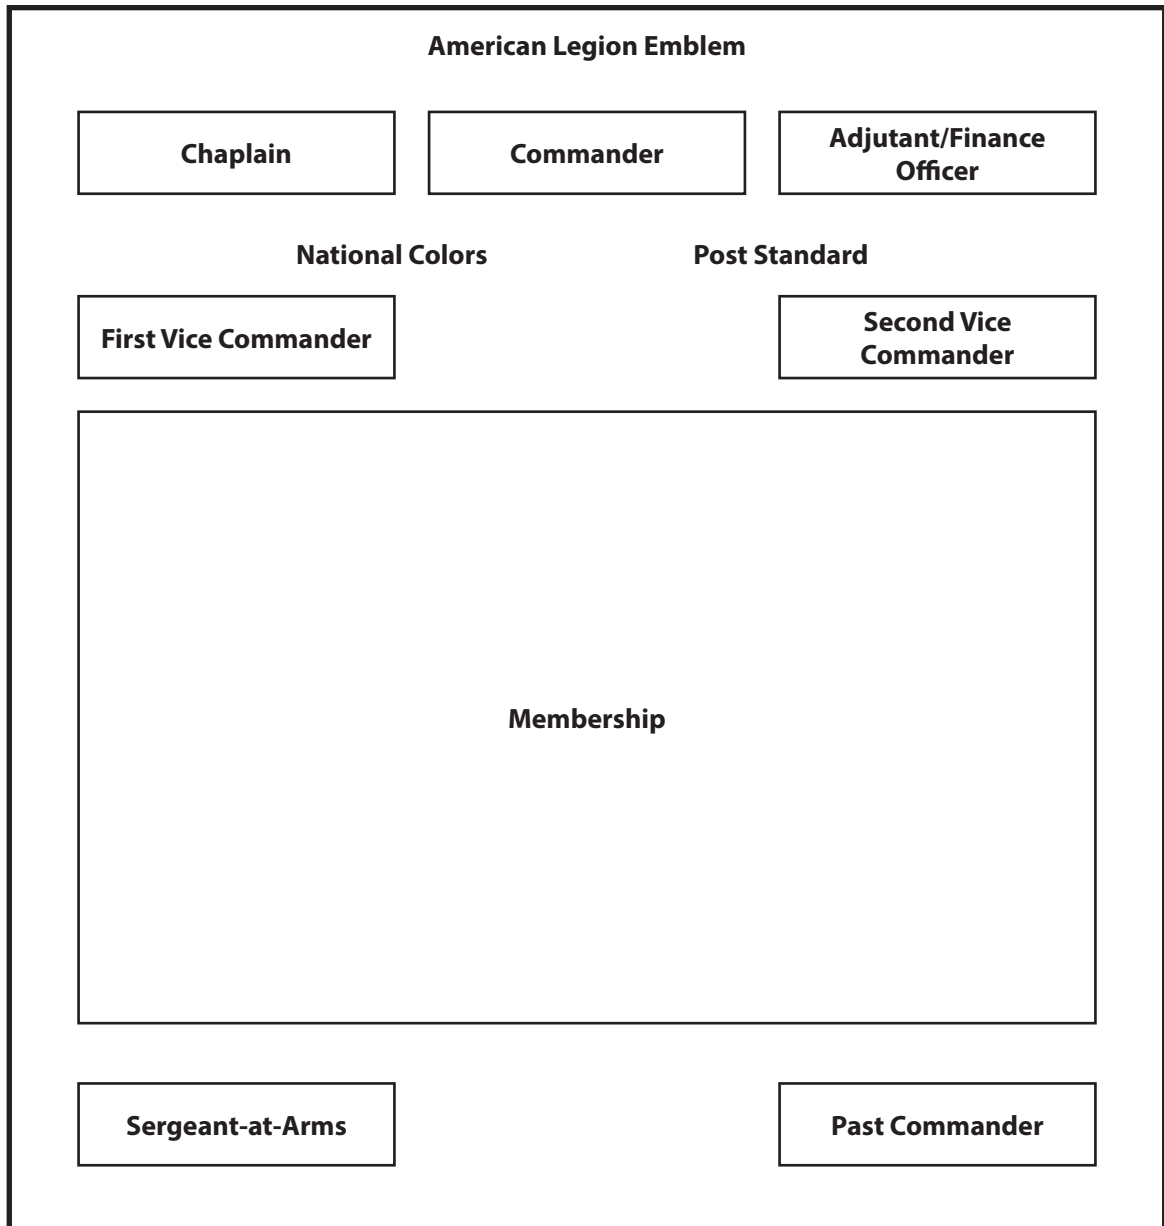 American Legion Emblem
Chaplain
Commander
Adjutant/Finance
Officer
National Colors
Post Standard
First Vice Commander
Second Vice
Commander
Membership
Sergeant-at-Arms
Past Commander